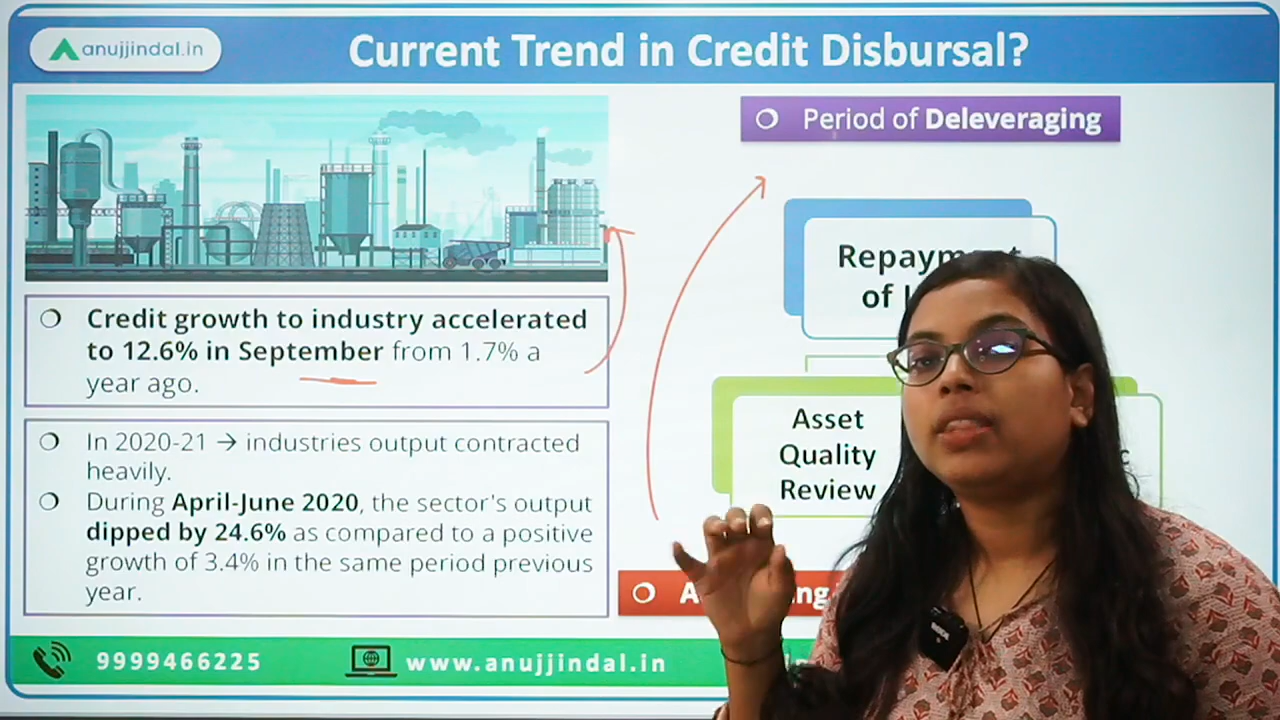 anujjindal.in
Current Trend in Credit Disbursal?
Period of Deleveraging
of
Credit growth to industry accelerated
to 12.6% in September from 1.7% a
year ago.
Asset
Quality
Review
In 2020-21 → industries output contracted
heavily.
During April-June 2020, the sector's output
dipped by 24.6% as compared to a positive
growth of 3.4% in the same period previous
year.
9999466225
www.anujjindal.in